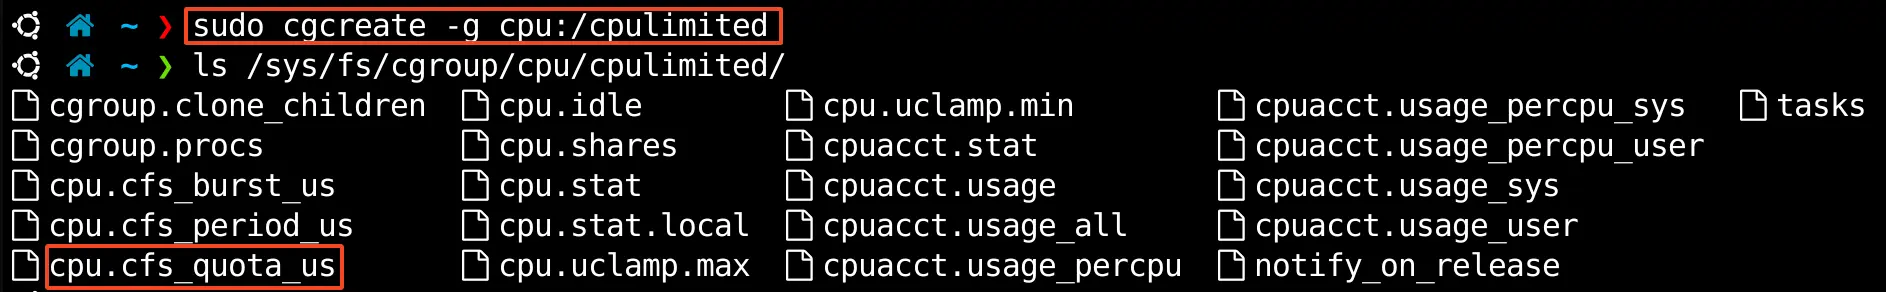 ~ ❯ sudo cgcreate -g cpu:/cpulimited
~ ❯ ls /sys/fs/cgroup/cpu/cpulimited/
cgroup.clone_children cpu.idle cpu.uclamp.min cpuacct.usage_percpu_sys tasks
cgroup.procs cpu.shares cpuacct.stat cpuacct.usage_percpu_user
cpu.cfs_burst_us cpu.stat cpuacct.usage cpuacct.usage_sys
cpu.cfs_period_us cpu.stat.local cpuacct.usage_all cpuacct.usage_user
cpu.cfs_quota_us cpu.uclamp.max cpuacct.usage_percpu notify_on_release